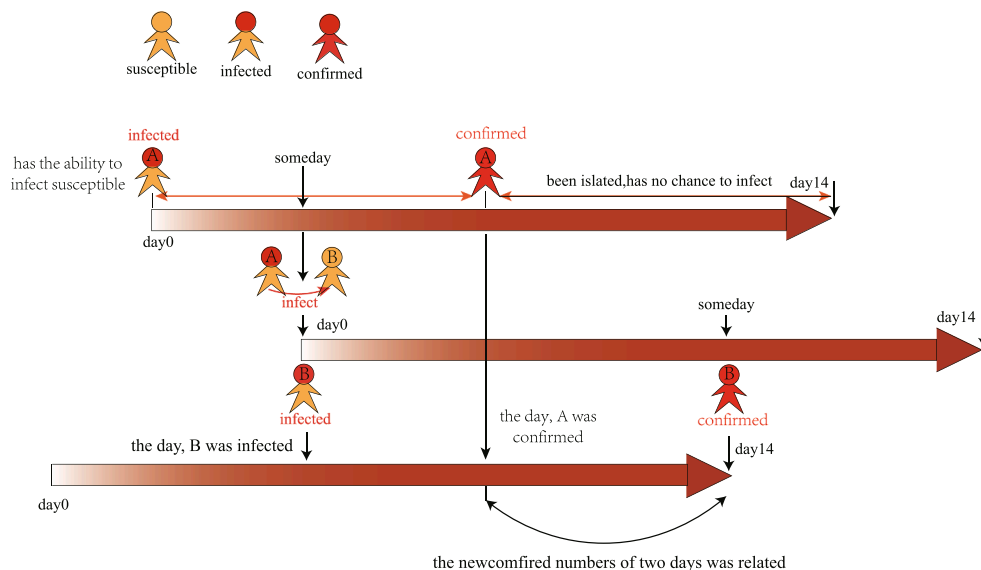 susceptible
infected
confirmed
infected
confirmed
has the ability to
infect susceptible
A
someday
A
been islated,has no chance to infect
day14
day0
A
B
infect
day0
someday
day14
B
infected
B
confirmed
the day, A was
confirmed
the day, B was infected
day14
day0
the newcomfired numbers of two days was related